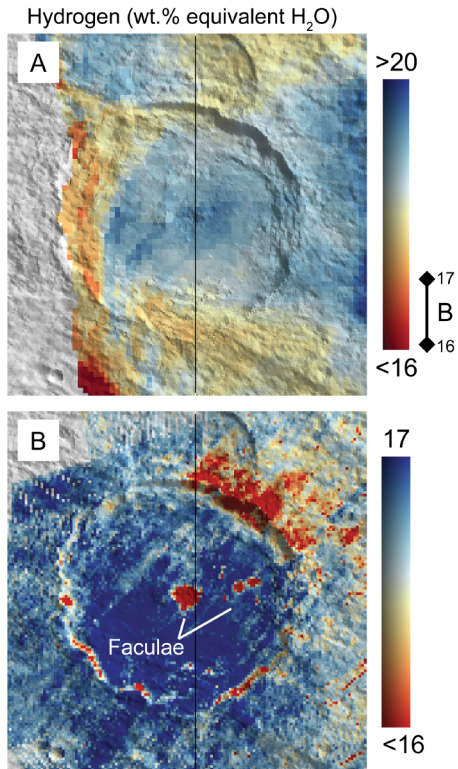 Hydrogen (wt.% equivalent H₂O)
A
>20
17
B
16
<16
B
17
Faculae
<16